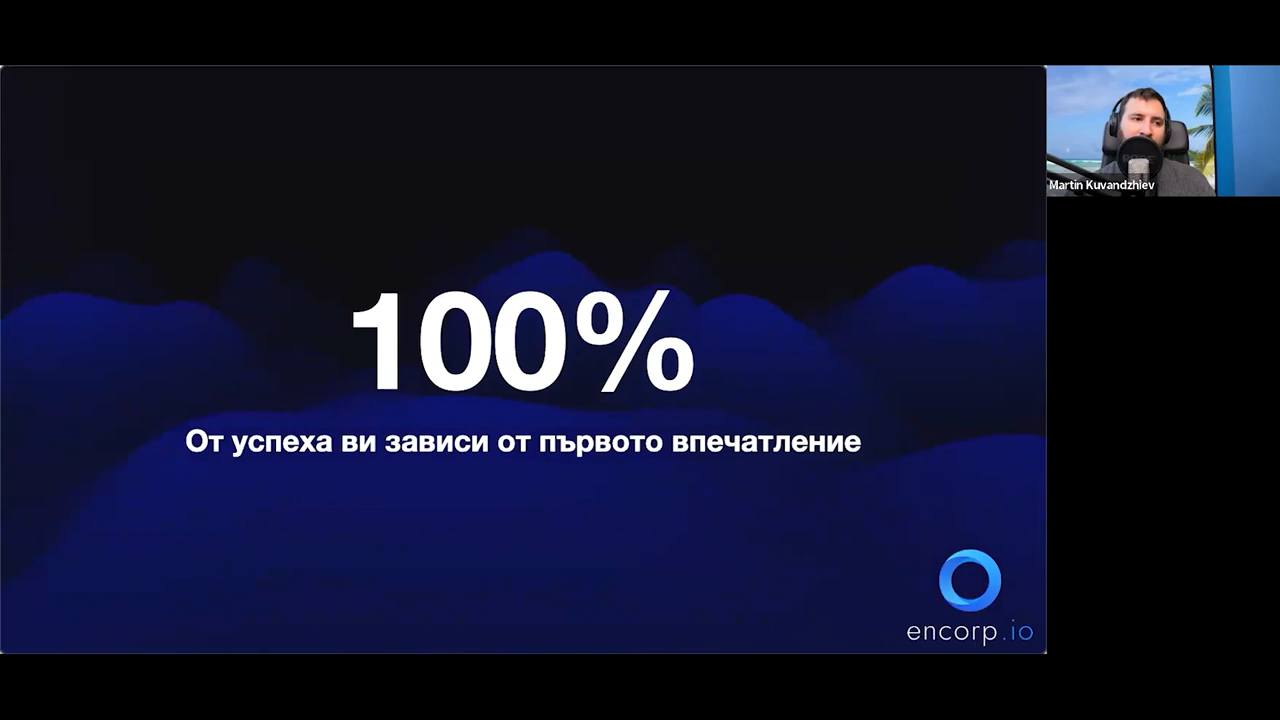 100%
От успеха ви зависи от първото впечатление
encorp.io
Martin Kuvandzhiev